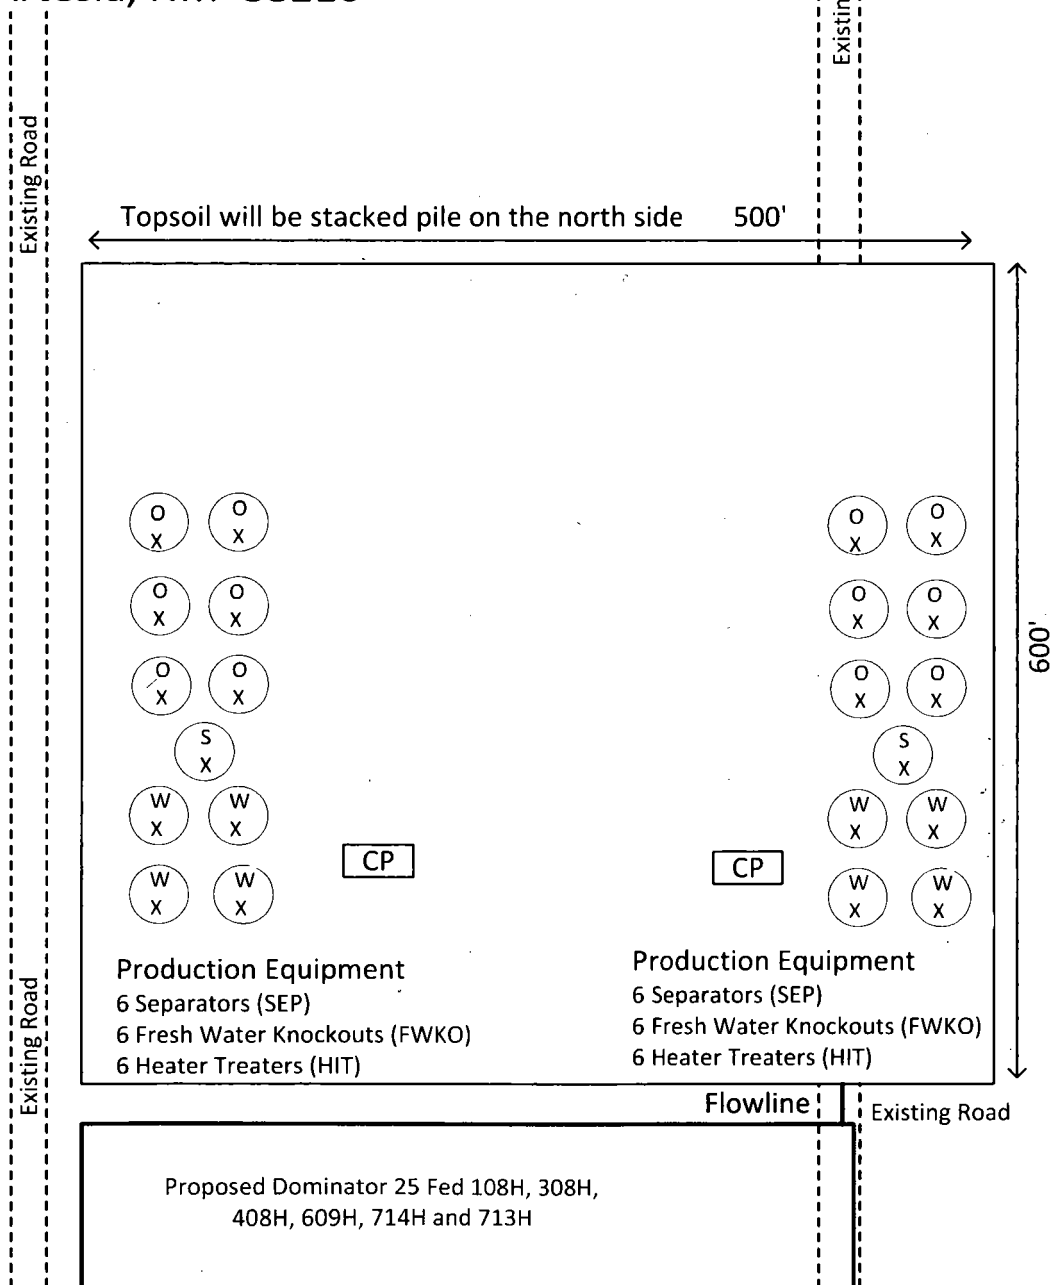 Existing Road
Topsoil will be stacked pile on the north side 500'
O O O O
X X X X
O O O O
X X X X
O O O O
X X X X
S S
X X
W W W W
X X X X
CP CP
W W W W
X X X X
600'
Production Equipment
6 Separators (SEP)
6 Fresh Water Knockouts (FWKO)
6 Heater Treaters (HIT)
Production Equipment
6 Separators (SEP)
6 Fresh Water Knockouts (FWKO)
6 Heater Treaters (HIT)
Existing Road
Flowline
Existing Road
Proposed Dominator 25 Fed 108H, 308H,
408H, 609H, 714H and 713H